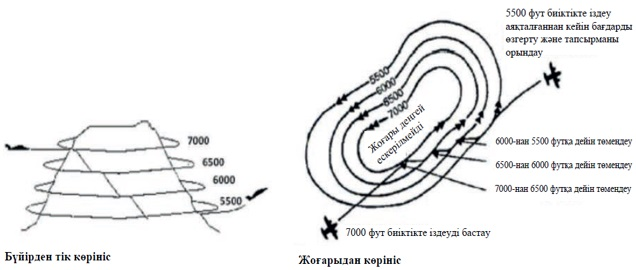 7000
6500
6000
5500
Бүйірден тік көрініс
5500 фут биіктікте іздеу
аяқталғаннан кейін бағдарды
өзгерту және тапсырманы
орындау
5500
6000
6500
7000
Жоғары деңгей
ескерілмейді
6000-нан 5500 футқа дейін төмендеу
6500-нан 6000 футқа дейін төмендеу
7000-нан 6500 футқа дейін төмендеу
7000 фут биіктікте іздеуді бастау
Жоғарыдан көрініс